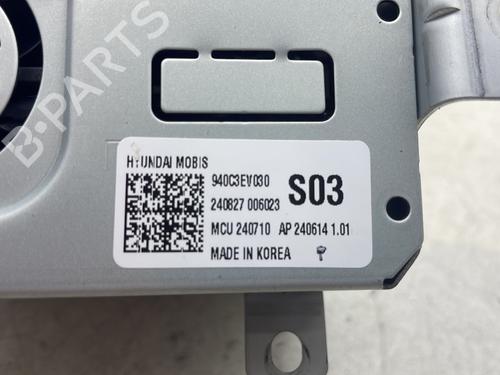 B-PARTS
HYUNDAI MOBIS
940C3EV030
S03
240827 006023
MCU 240710 AP 240614 1.01
MADE IN KOREA